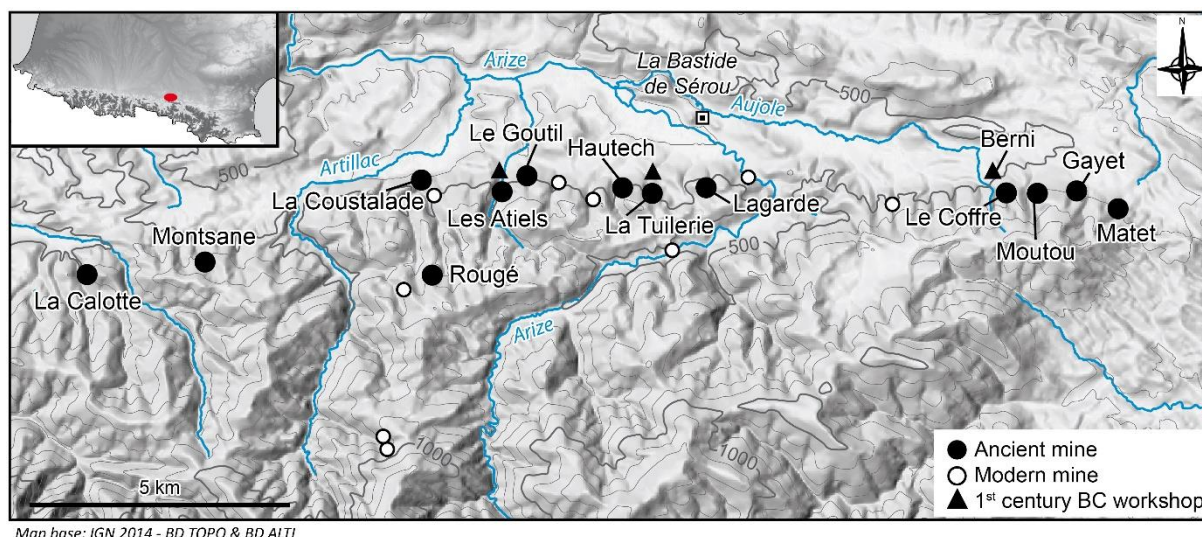 N
Arize
La Bastide
de Sérou
Aujole
500
500
Artillac
Le Goutil
Hautech
Berni
Gayet
La Coustalade
Les Atiels
La Tuilerie
Lagarde
Le Coffre
Moutou
Matet
Montsane
La Calotte
Rougé
500
Arize
1000
1000
5 km
Ancient mine
Modern mine
1st century BC workshop
Map base: IGN 2014 - BD TOPO & BD ALTI